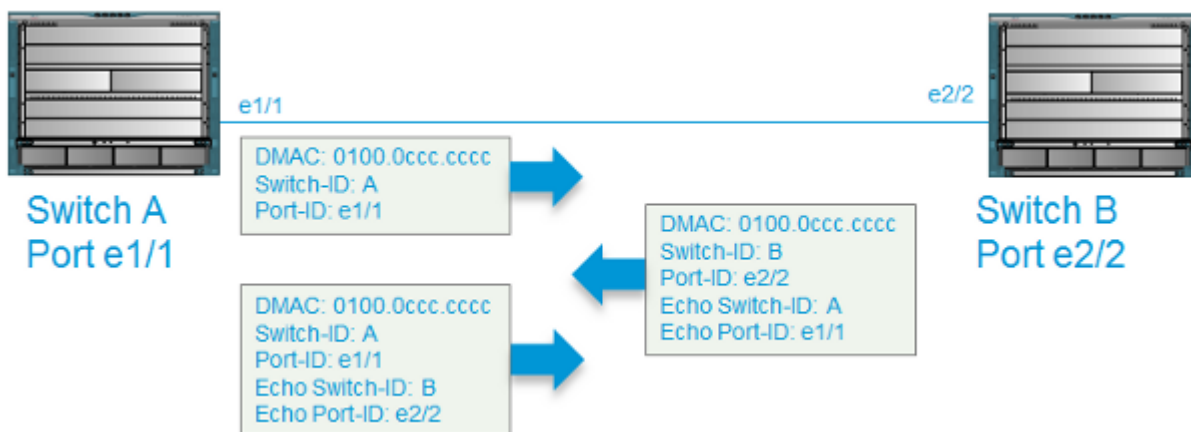 e1/1
e2/2
DMAC: 0100.0ccc.cccc
Switch-ID: A
Port-ID: e1/1
Switch A
Port e1/1
Switch B
Port e2/2
DMAC: 0100.0ccc.cccc
Switch-ID: B
Port-ID: e2/2
Echo Switch-ID: A
Echo Port-ID: e1/1
DMAC: 0100.0ccc.cccc
Switch-ID: A
Port-ID: e1/1
Echo Switch-ID: B
Echo Port-ID: e2/2